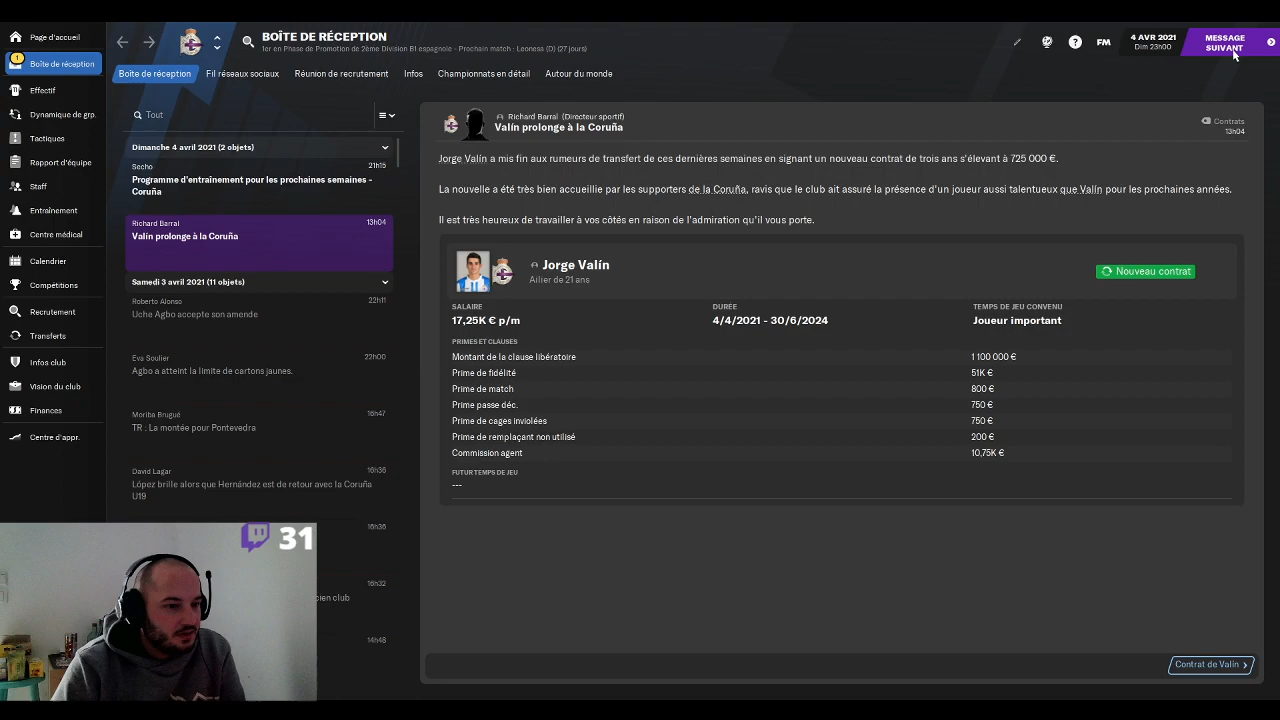 Page d'accueil
1
Boîte de réception
Effectif
Dynamique de grp.
Tactiques
Rapport d'équipe
Staff
Entraînement
Centre médical
Calendrier
Compétitions
Recrutement
Transferts
Infos club
Vision du club
Finances
Centre d'appr.
BOÎTE DE RÉCEPTION
1er en Phase de Promotion de 2ème Division B1 espagnole - Prochain match : Leonesa (D) (27 jours)
FM
4 AVR 2021
Dim 23h00
MESSAGE
SUIVANT
Boîte de réception
Fil réseaux sociaux
Réunion de recrutement
Infos
Championnats en détail
Autour du monde
Tout
Dimanche 4 avril 2021 (2 objets)
Secho 21h15
Programme d'entraînement pour les prochaines semaines -
Coruña
Richard Barral 13h04
Valín prolonge à la Coruña
Samedi 3 avril 2021 (11 objets)
Roberto Alonso 22h11
Uche Agbo accepte son amende
Eva Soulier 22h00
Agbo a atteint la limite de cartons jaunes.
Moriba Brugué 16h47
TR : La montée pour Pontevedra
David Lagar 16h36
López brille alors que Hernández est de retour avec la Coruña
U19
16h36
16h32
cien club
14h48
31
Richard Barral (Directeur sportif)
Valín prolonge à la Coruña
Contrats
13h04
Jorge Valín a mis fin aux rumeurs de transfert de ces dernières semaines en signant un nouveau contrat de trois ans s'élevant à 725 000 €.
La nouvelle a été très bien accueillie par les supporters de la Coruña, ravis que le club ait assuré la présence d'un joueur aussi talentueux que Valín pour les prochaines années.
Il est très heureux de travailler à vos côtés en raison de l'admiration qu'il vous porte.
Jorge Valín
Ailier de 21 ans
Nouveau contrat
SALAIRE DURÉE TEMPS DE JEU CONVENU
17,25K € p/m 4/4/2021 - 30/6/2024 Joueur important
PRIMES ET CLAUSES
Montant de la clause libératoire 1 100 000 €
Prime de fidélité 51K €
Prime de match 800 €
Prime passe déc. 750 €
Prime de cages inviolées 750 €
Prime de remplaçant non utilisé 200 €
Commission agent 10,75K €
FUTUR TEMPS DE JEU
---
Contrat de Valín